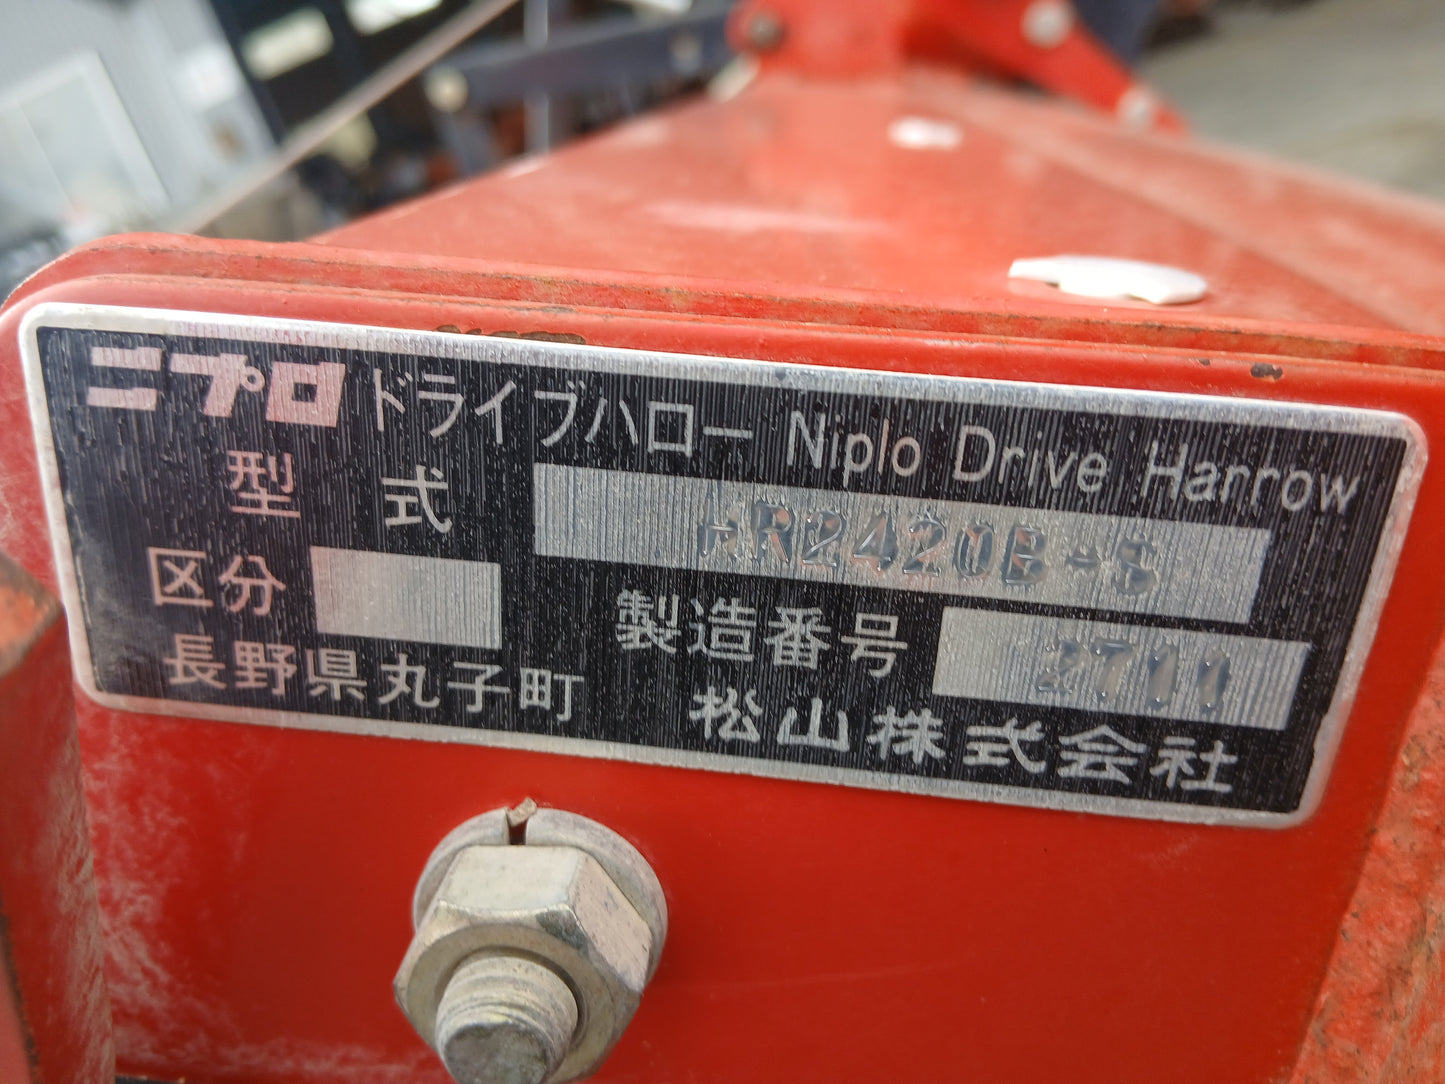 ニプロ ドライブハロー Niplo Drive Harrow
型式 HR2420B-S
区分 製造番号 2711
長野県丸子町 松山株式会社